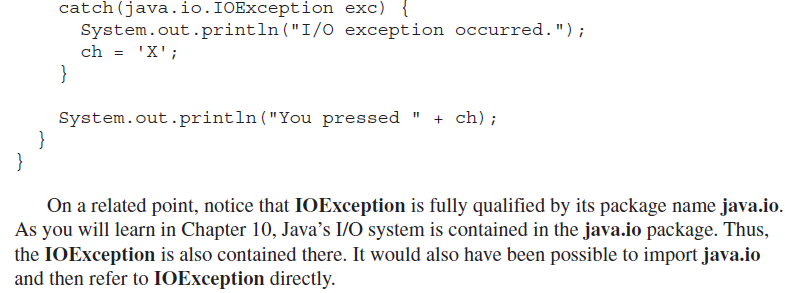 catch(java.io.IOException exc) {
System.out.println("I/O exception occurred.");
ch = 'X';
}
System.out.println("You pressed " + ch);
}
}
On a related point, notice that IOException is fully qualified by its package name java.io.
As you will learn in Chapter 10, Java’s I/O system is contained in the java.io package. Thus,
the IOException is also contained there. It would also have been possible to import java.io
and then refer to IOException directly.